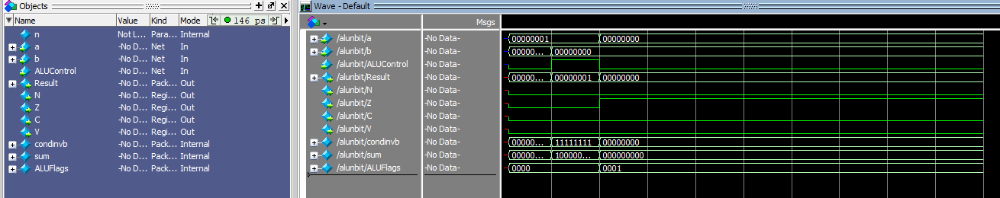 Objects
Name Value Kind Mode 146 ps
n Not L... Para... Internal
a -No D... Net In
b -No D... Net In
ALUControl -No D... Net In
Result -No D... Pack... Out
N -No D... Regi... Out
Z -No D... Regi... Out
C -No D... Regi... Out
V -No D... Regi... Out
condinvb -No D... Pack... Internal
sum -No D... Pack... Internal
ALUFlags -No D... Pack... Internal
Wave - Default
Msgs
/alunbit/a -No Data- 00000001 00000000
/alunbit/b -No Data- 00000... 00000000
/alunbit/ALUControl -No Data-
/alunbit/Result -No Data- 00000... 00000001 00000000
/alunbit/N -No Data-
/alunbit/Z -No Data-
/alunbit/C -No Data-
/alunbit/V -No Data-
/alunbit/condinvb -No Data- 00000... 11111111 00000000
/alunbit/sum -No Data- 00000... 100000... 000000000
/alunbit/ALUFlags -No Data- 0000 0001